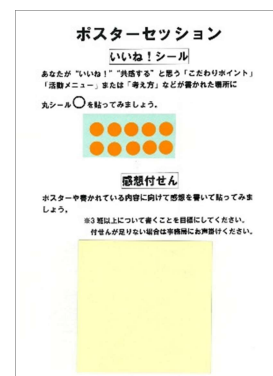 ポスターセッション
いいね！シール
あなたが“いいね！”“共感する”と思う「こだわりポイント」
「活動メニュー」または「考え方」などが書かれた場所に
丸シール〇を貼ってみましょう。
感想付せん
ポスターや書かれている内容に向けて感想を書いて貼ってみま
しょう。
※3班以上について書くことを目標にしてください。
付せんが足りない場合は事務局にお声掛けください。